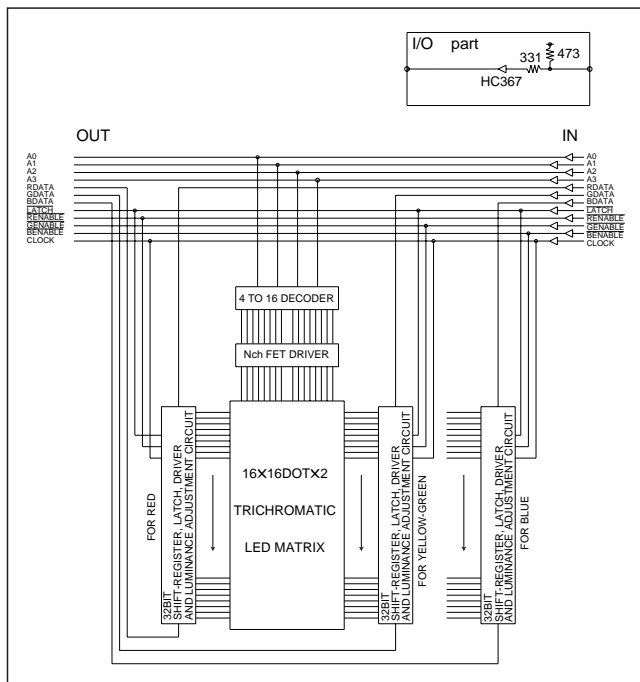 I/O part
331
473
HC367
OUT
IN
A0
A1
A2
A3
RDATA
GDATA
BDATA
LATCH
RENABLE
GENABLE
BENABLE
CLOCK
A0
A1
A2
A3
RDATA
GDATA
BDATA
LATCH
RENABLE
GENABLE
BENABLE
CLOCK
4 TO 16 DECODER
Nch FET DRIVER
FOR RED
32BIT
SHIFT-REGISTER, LATCH, DRIVER
AND LUMINANCE ADJUSTMENT CIRCUIT
16×16DOT×2
TRICHROMATIC
LED MATRIX
32BIT
SHIFT-REGISTER, LATCH, DRIVER
AND LUMINANCE ADJUSTMENT CIRCUIT
FOR YELLOW-GREEN
32BIT
SHIFT-REGISTER, LATCH, DRIVER
AND LUMINANCE ADJUSTMENT CIRCUIT
FOR BLUE